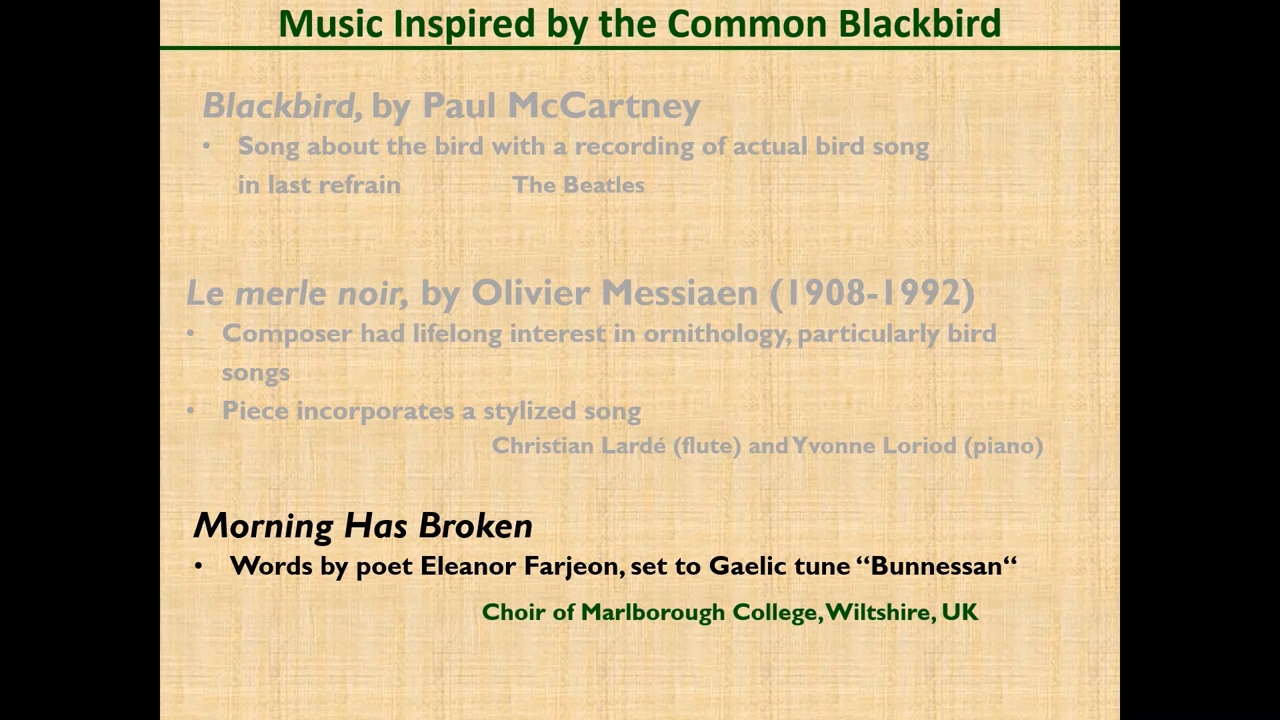 Music Inspired by the Common Blackbird
Blackbird, by Paul McCartney
• Song about the bird with a recording of actual bird song
in last refrain The Beatles
Le merle noir, by Olivier Messiaen (1908-1992)
• Composer had lifelong interest in ornithology, particularly bird
songs
• Piece incorporates a stylized song
Christian Lardé (flute) and Yvonne Loriod (piano)
Morning Has Broken
• Words by poet Eleanor Farjeon, set to Gaelic tune “Bunnessan“
Choir of Marlborough College, Wiltshire, UK